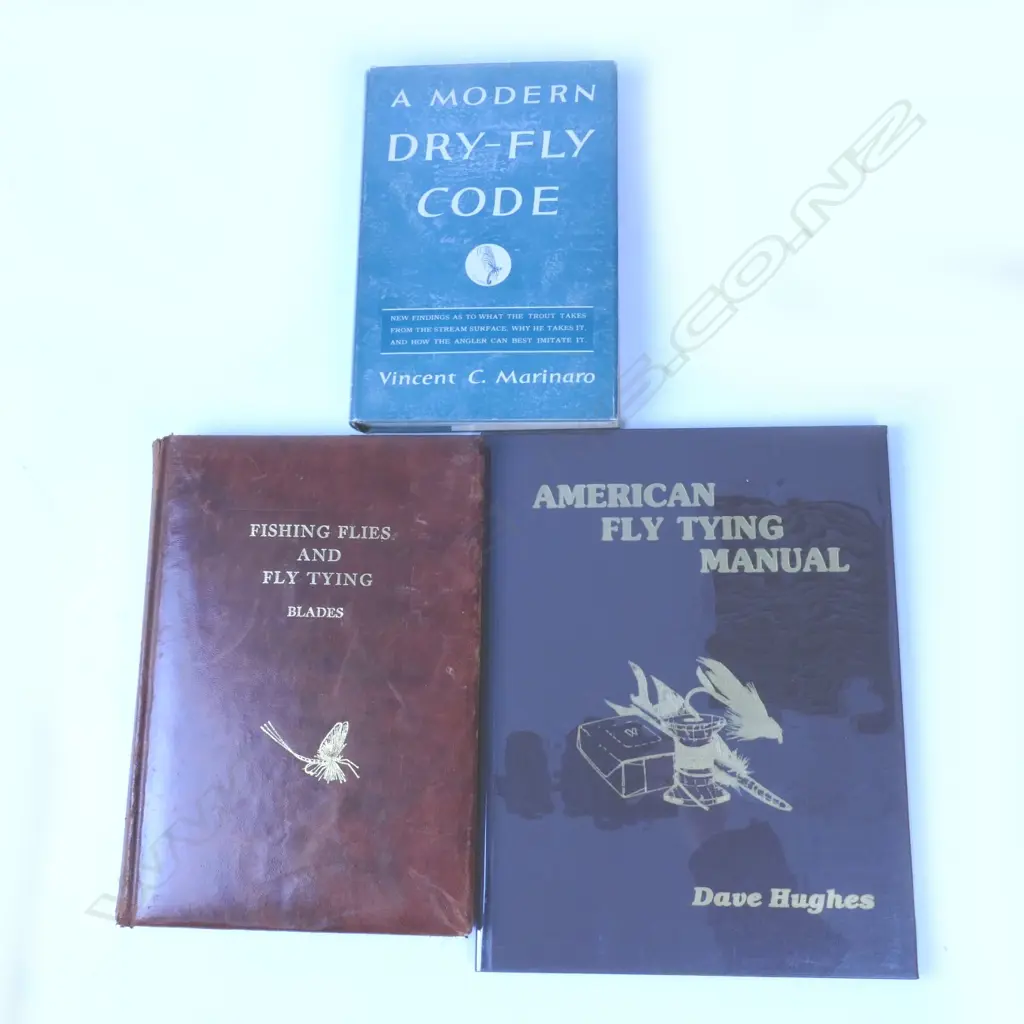 A MODERN
DRY-FLY
CODE
NEW FINDINGS AS TO WHAT THE TROUT TAKES
FROM THE STREAM SURFACE, WHY HE TAKES IT,
AND HOW THE ANGLER CAN BEST IMITATE IT.
Vincent C. Marinaro
FISHING FLIES
AND
FLY TYING
BLADES
AMERICAN
FLY TYING
MANUAL
Dave Hughes